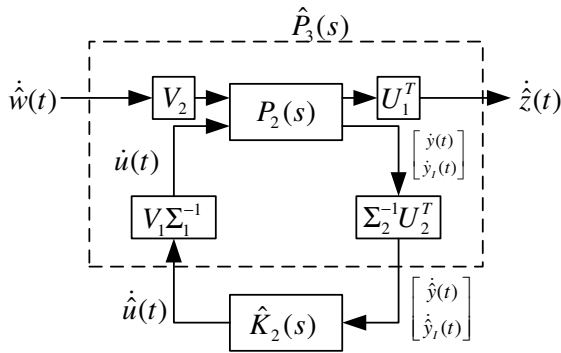 P̂₃(s)
ẇ̂(t)
V₂
P₂(s)
U₁ᵀ
ż̂(t)
u̇(t)
[ẏ(t)
ẏ_I(t)]
V₁Σ₁⁻¹
Σ₂⁻¹U₂ᵀ
u̇̂(t)
K̂₂(s)
[ẏ̂(t)
ẏ̂_I(t)]